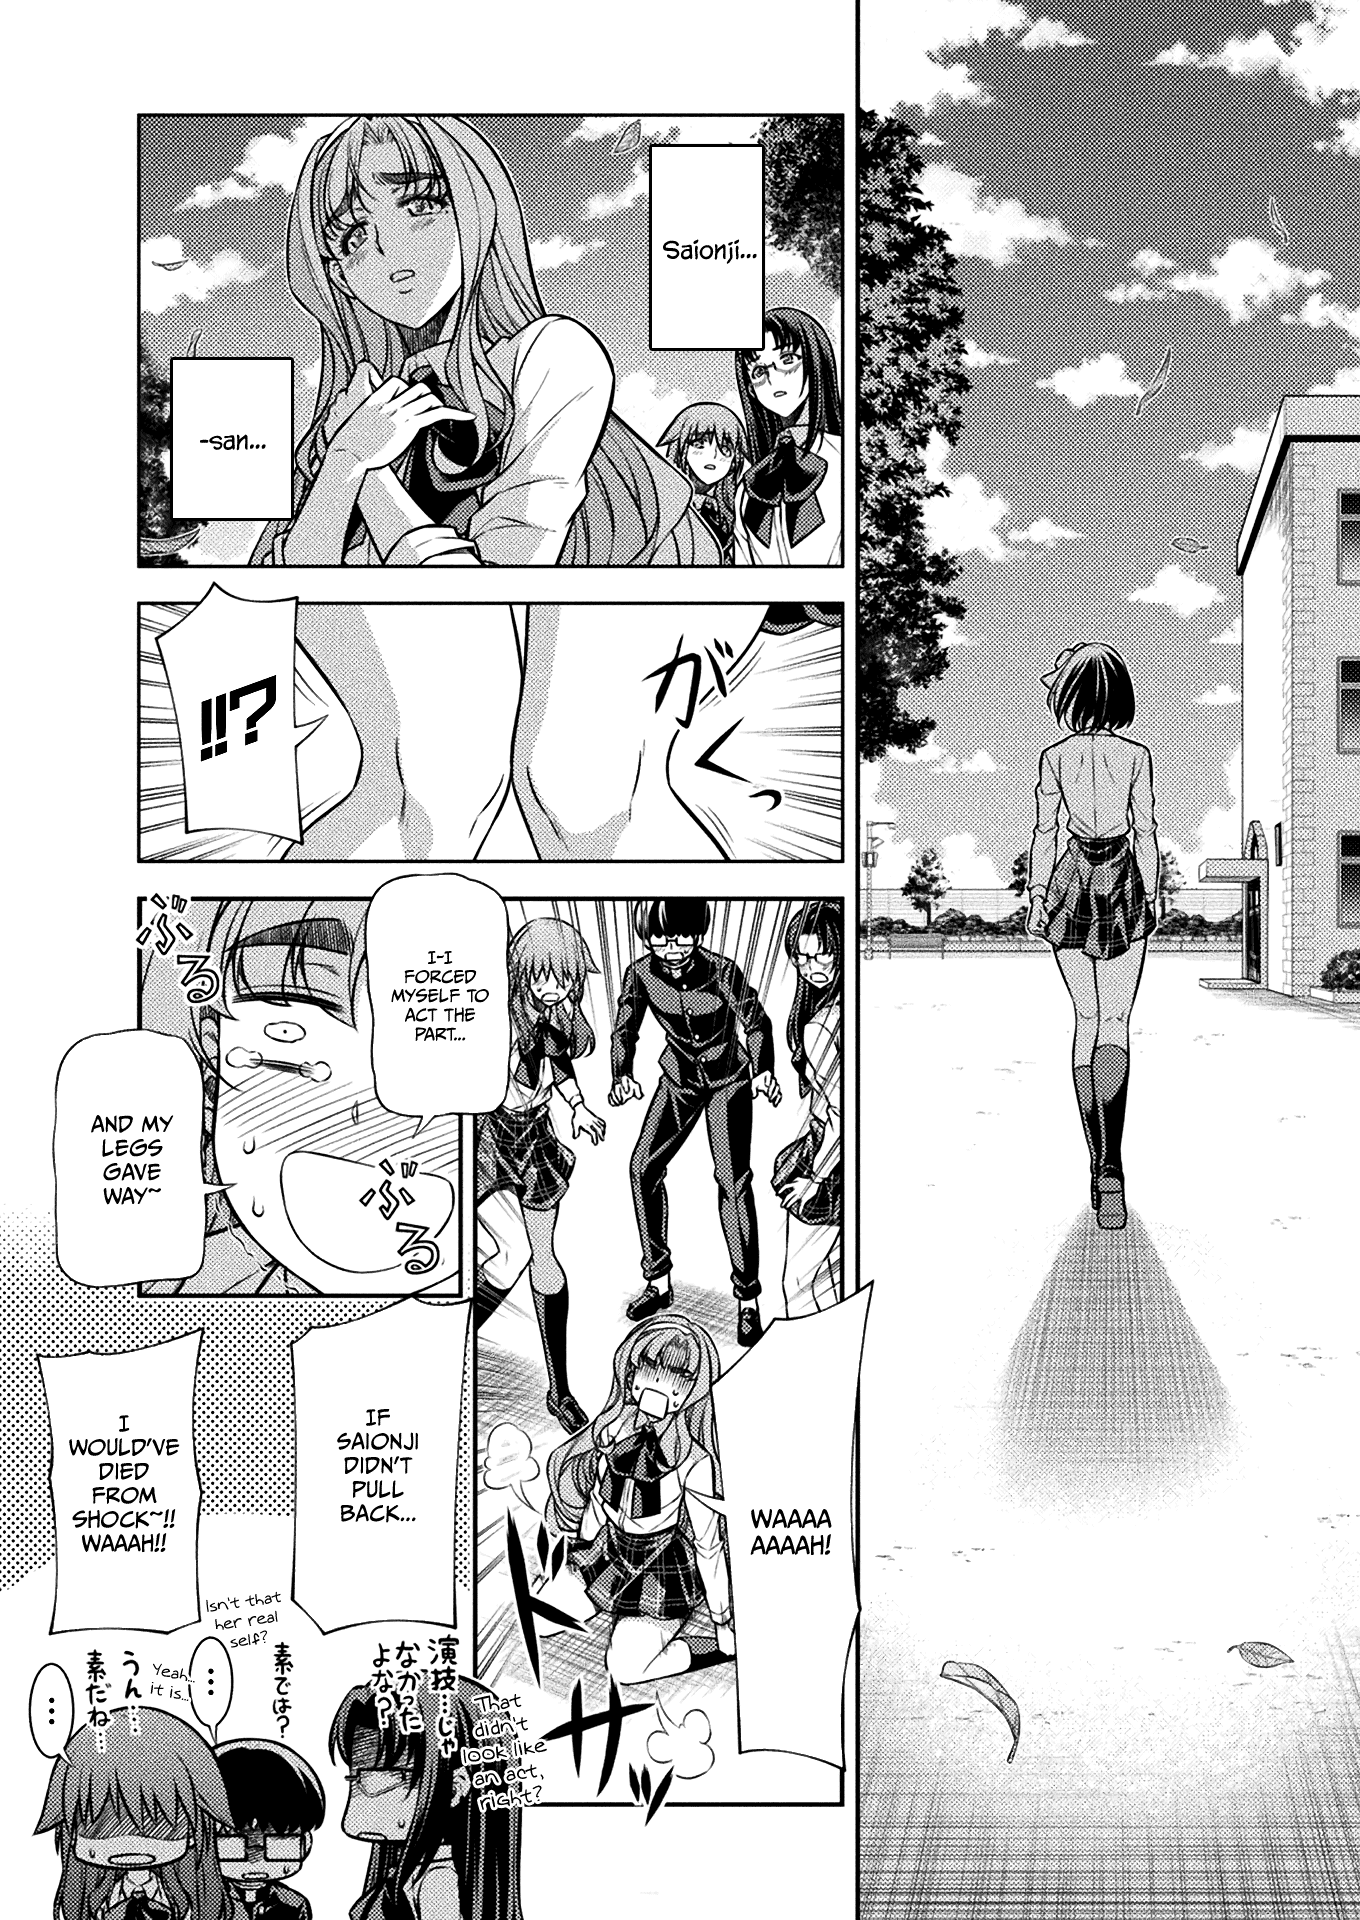 Saionji...
-san...
!!?
がくっ
I-I
FORCED
MYSELF TO
ACT THE
PART...
ぶる
AND MY
LEGS
GAVE
WAY~
ぶる
WAAAA
AAAAH!
ドサ
IF
SAIONJI
DIDN'T
PULL
BACK...
I
WOULD'VE
DIED
FROM
SHOCK~!!
WAAAH!!
演技…じゃ
なかった
よな?
That
didn't
look like
an act,
right?
素では?
Isn't that
her real
self?
…
うん…
素だね…
Yeah...
it is...
…